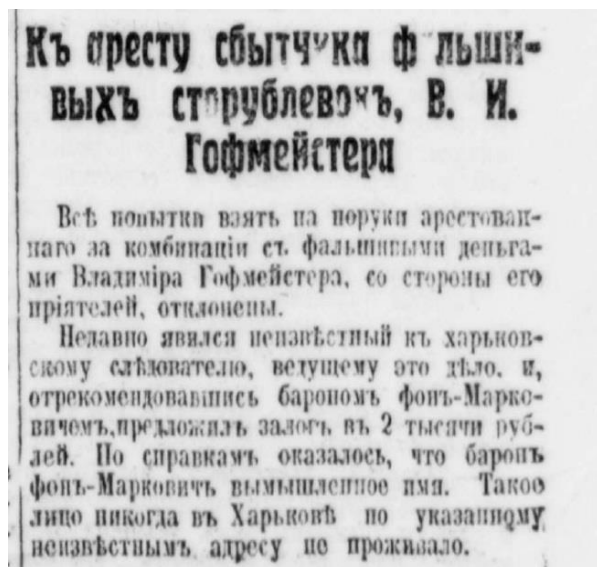 Къ аресту сбытчика фальши-
выхъ сторублевокъ, В. И.
Гофмейстера
Всѣ попытки взять на поруки арестован-
наго за комбинаціи съ фальшивыми деньга-
ми Владиміра Гофмейстера, со стороны его
пріятелей, отклонены.
Недавно явился неизвѣстный къ харьков-
скому слѣдователю, ведущему это дѣло, и,
отрекомендовавшись барономъ фонъ-Марко-
вичемъ, предложилъ залогъ въ 2 тысячи руб-
лей. По справкамъ оказалось, что баронъ
фонъ-Марковичъ вымышленное имя. Такое
лицо никогда въ Харьковѣ по указанному
неизвѣстнымъ адресу не проживало.